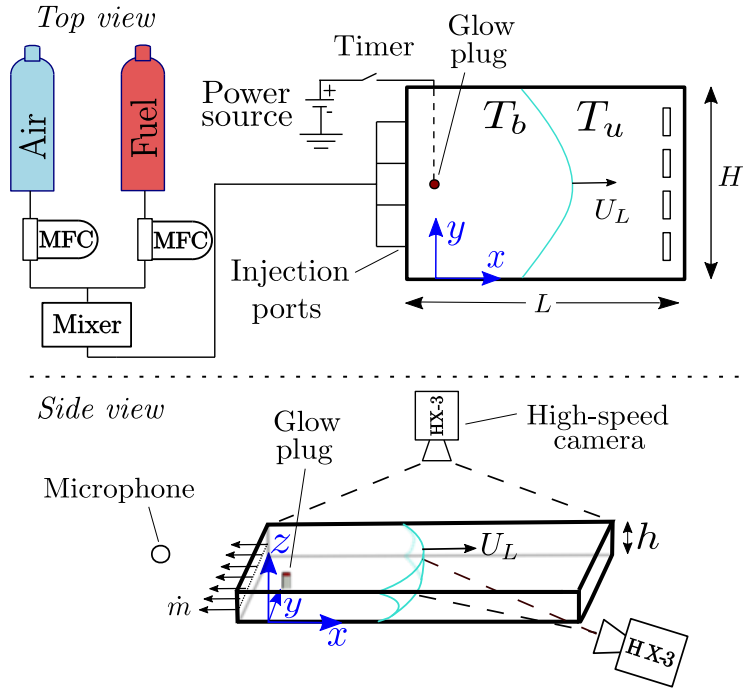 Top view
Air
Fuel
MFC
MFC
Mixer
Timer
Power
source
+
-
Glow
plug
T_b
T_u
U_L
H
y
x
L
Injection
ports
Side view
Glow
plug
HX-3
High-speed
camera
Microphone
U_L
h
z
y
x
ṁ
HX-3